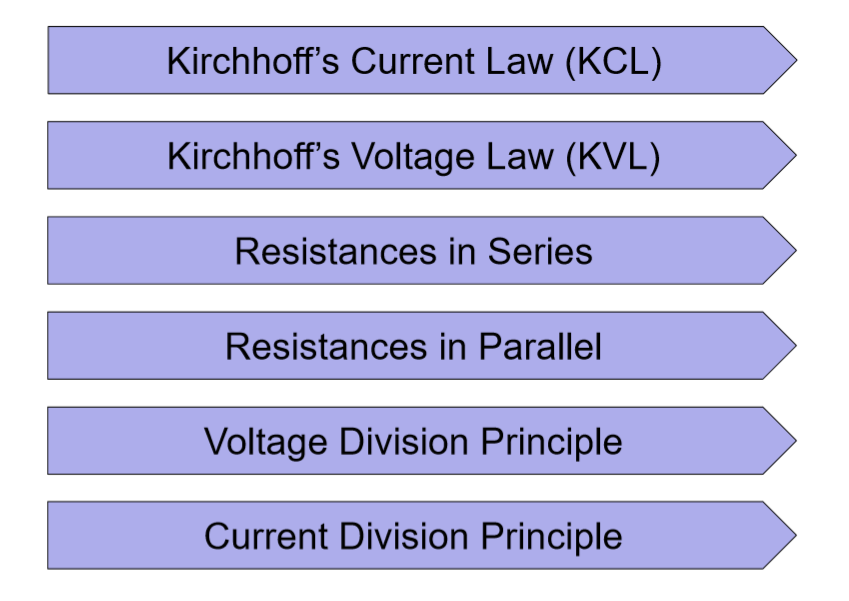 Kirchhoff’s Current Law (KCL)
Kirchhoff’s Voltage Law (KVL)
Resistances in Series
Resistances in Parallel
Voltage Division Principle
Current Division Principle